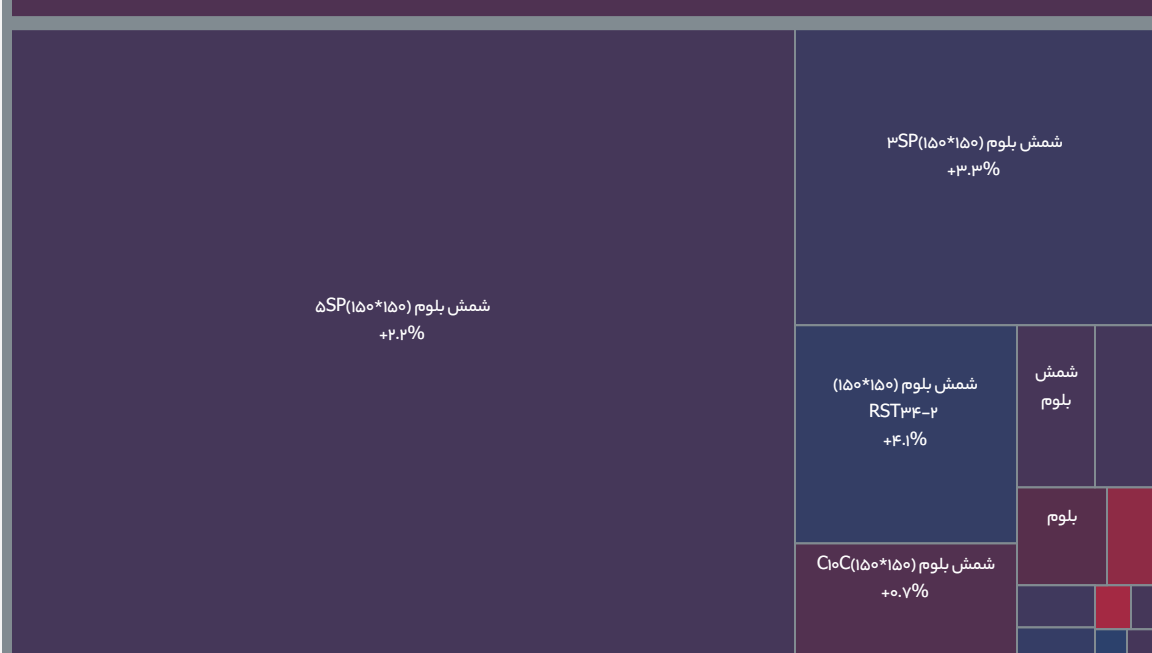 شمش بلوم (۱۵۰*۱۵۰)۵SP
+۲.۲%
شمش بلوم (۱۵۰*۱۵۰)۳SP
+۳.۳%
شمش بلوم (۱۵۰*۱۵۰)
RST۳۴-۲
+۴.۱%
شمش
بلوم
بلوم
شمش بلوم (۱۵۰*۱۵۰)C۱۰C
+۰.۷%